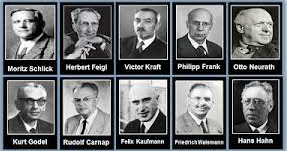 Moritz Schlick Herbert Feigl Victor Kraft Philipp Frank Otto Neurath
Kurt Godel Rudolf Carnap Felix Kaufmann Friedrich Waismann Hans Hahn